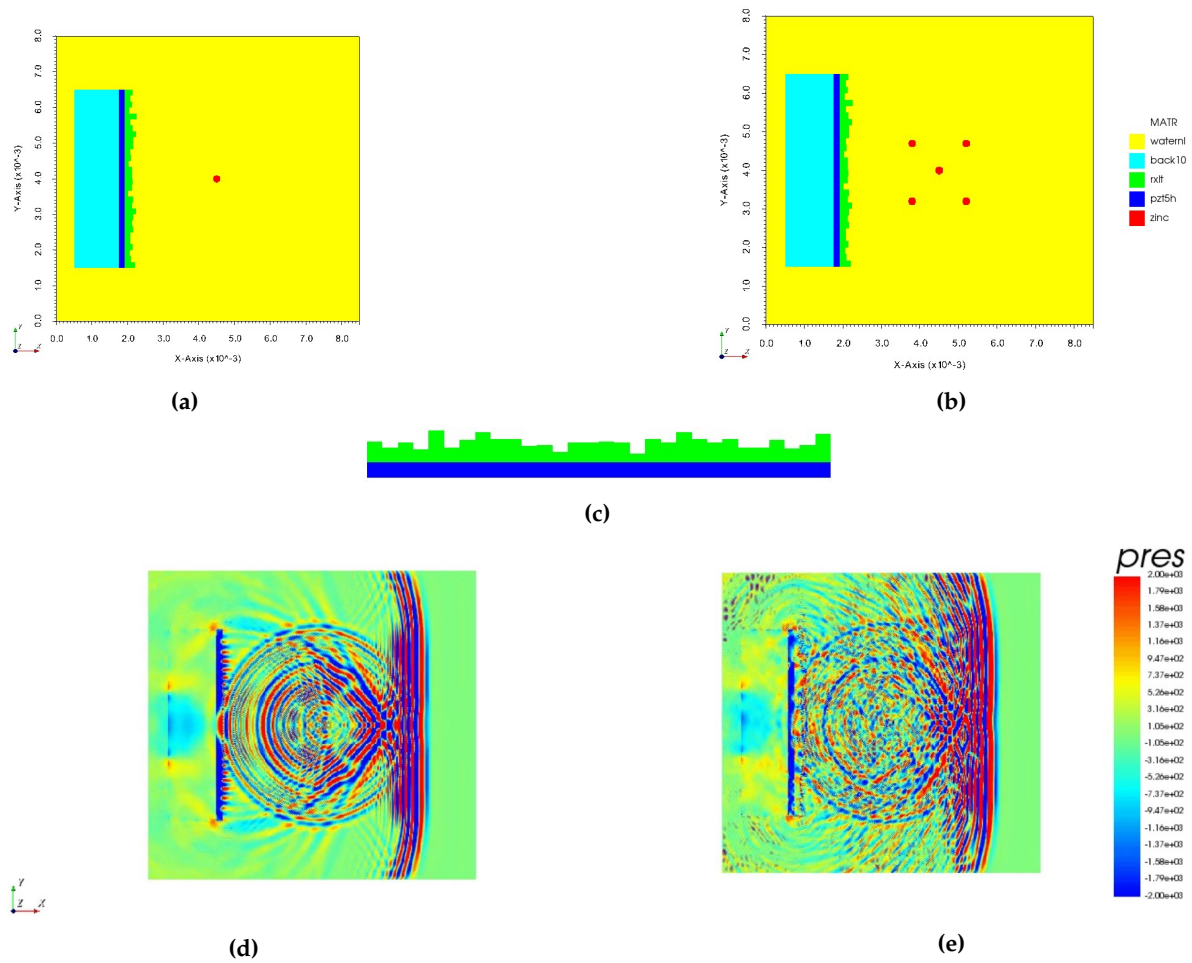 8.0
7.0
6.0
5.0
4.0
3.0
2.0
1.0
0.0
Y-Axis (x10^-3)
0.0 1.0 2.0 3.0 4.0 5.0 6.0 7.0 8.0
X-Axis (x10^-3)
Y
Z X
(a)
8.0
7.0
6.0
5.0
4.0
3.0
2.0
1.0
0.0
Y-Axis (x10^-3)
0.0 1.0 2.0 3.0 4.0 5.0 6.0 7.0 8.0
X-Axis (x10^-3)
Y
Z X
(b)
MATR
waternl
back10
rxlt
pzt5h
zinc
(c)
pres
2.00e+03
1.79e+03
1.58e+03
1.37e+03
1.16e+03
9.47e+02
7.37e+02
5.26e+02
3.16e+02
1.05e+02
-1.05e+02
-3.16e+02
-5.26e+02
-7.37e+02
-9.47e+02
-1.16e+03
-1.37e+03
-1.58e+03
-1.79e+03
-2.00e+03
Y
Z X
(d)
(e)